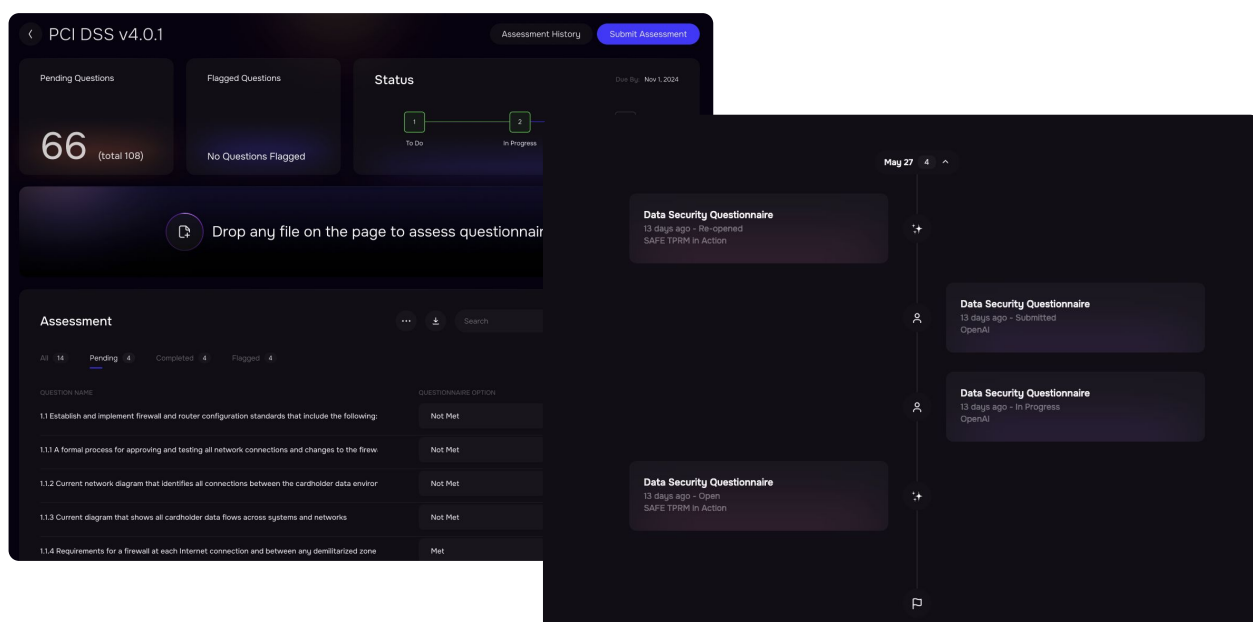 PCI DSS v4.0.1
Assessment History
Submit Assessment
Pending Questions
66 (total 108)
Flagged Questions
No Questions Flagged
Status
Due By: Nov 1, 2024
1
To Do
2
In Progress
Drop any file on the page to assess questionnair
Assessment
Search
All 14 Pending 4 Completed 4 Flagged 4
QUESTION NAME QUESTIONNAIRE OPTION
1.1 Establish and implement firewall and router configuration standards that include the following: Not Met
1.1.1 A formal process for approving and testing all network connections and changes to the firew Not Met
1.1.2 Current network diagram that identifies all connections between the cardholder data enviror Not Met
1.1.3 Current diagram that shows all cardholder data flows across systems and networks Not Met
1.1.4 Requirements for a firewall at each Internet connection and between any demilitarized zone Met
May 27 4
Data Security Questionnaire
13 days ago - Re-opened
SAFE TPRM in Action
Data Security Questionnaire
13 days ago - Submitted
OpenAI
Data Security Questionnaire
13 days ago - In Progress
OpenAI
Data Security Questionnaire
13 days ago - Open
SAFE TPRM in Action